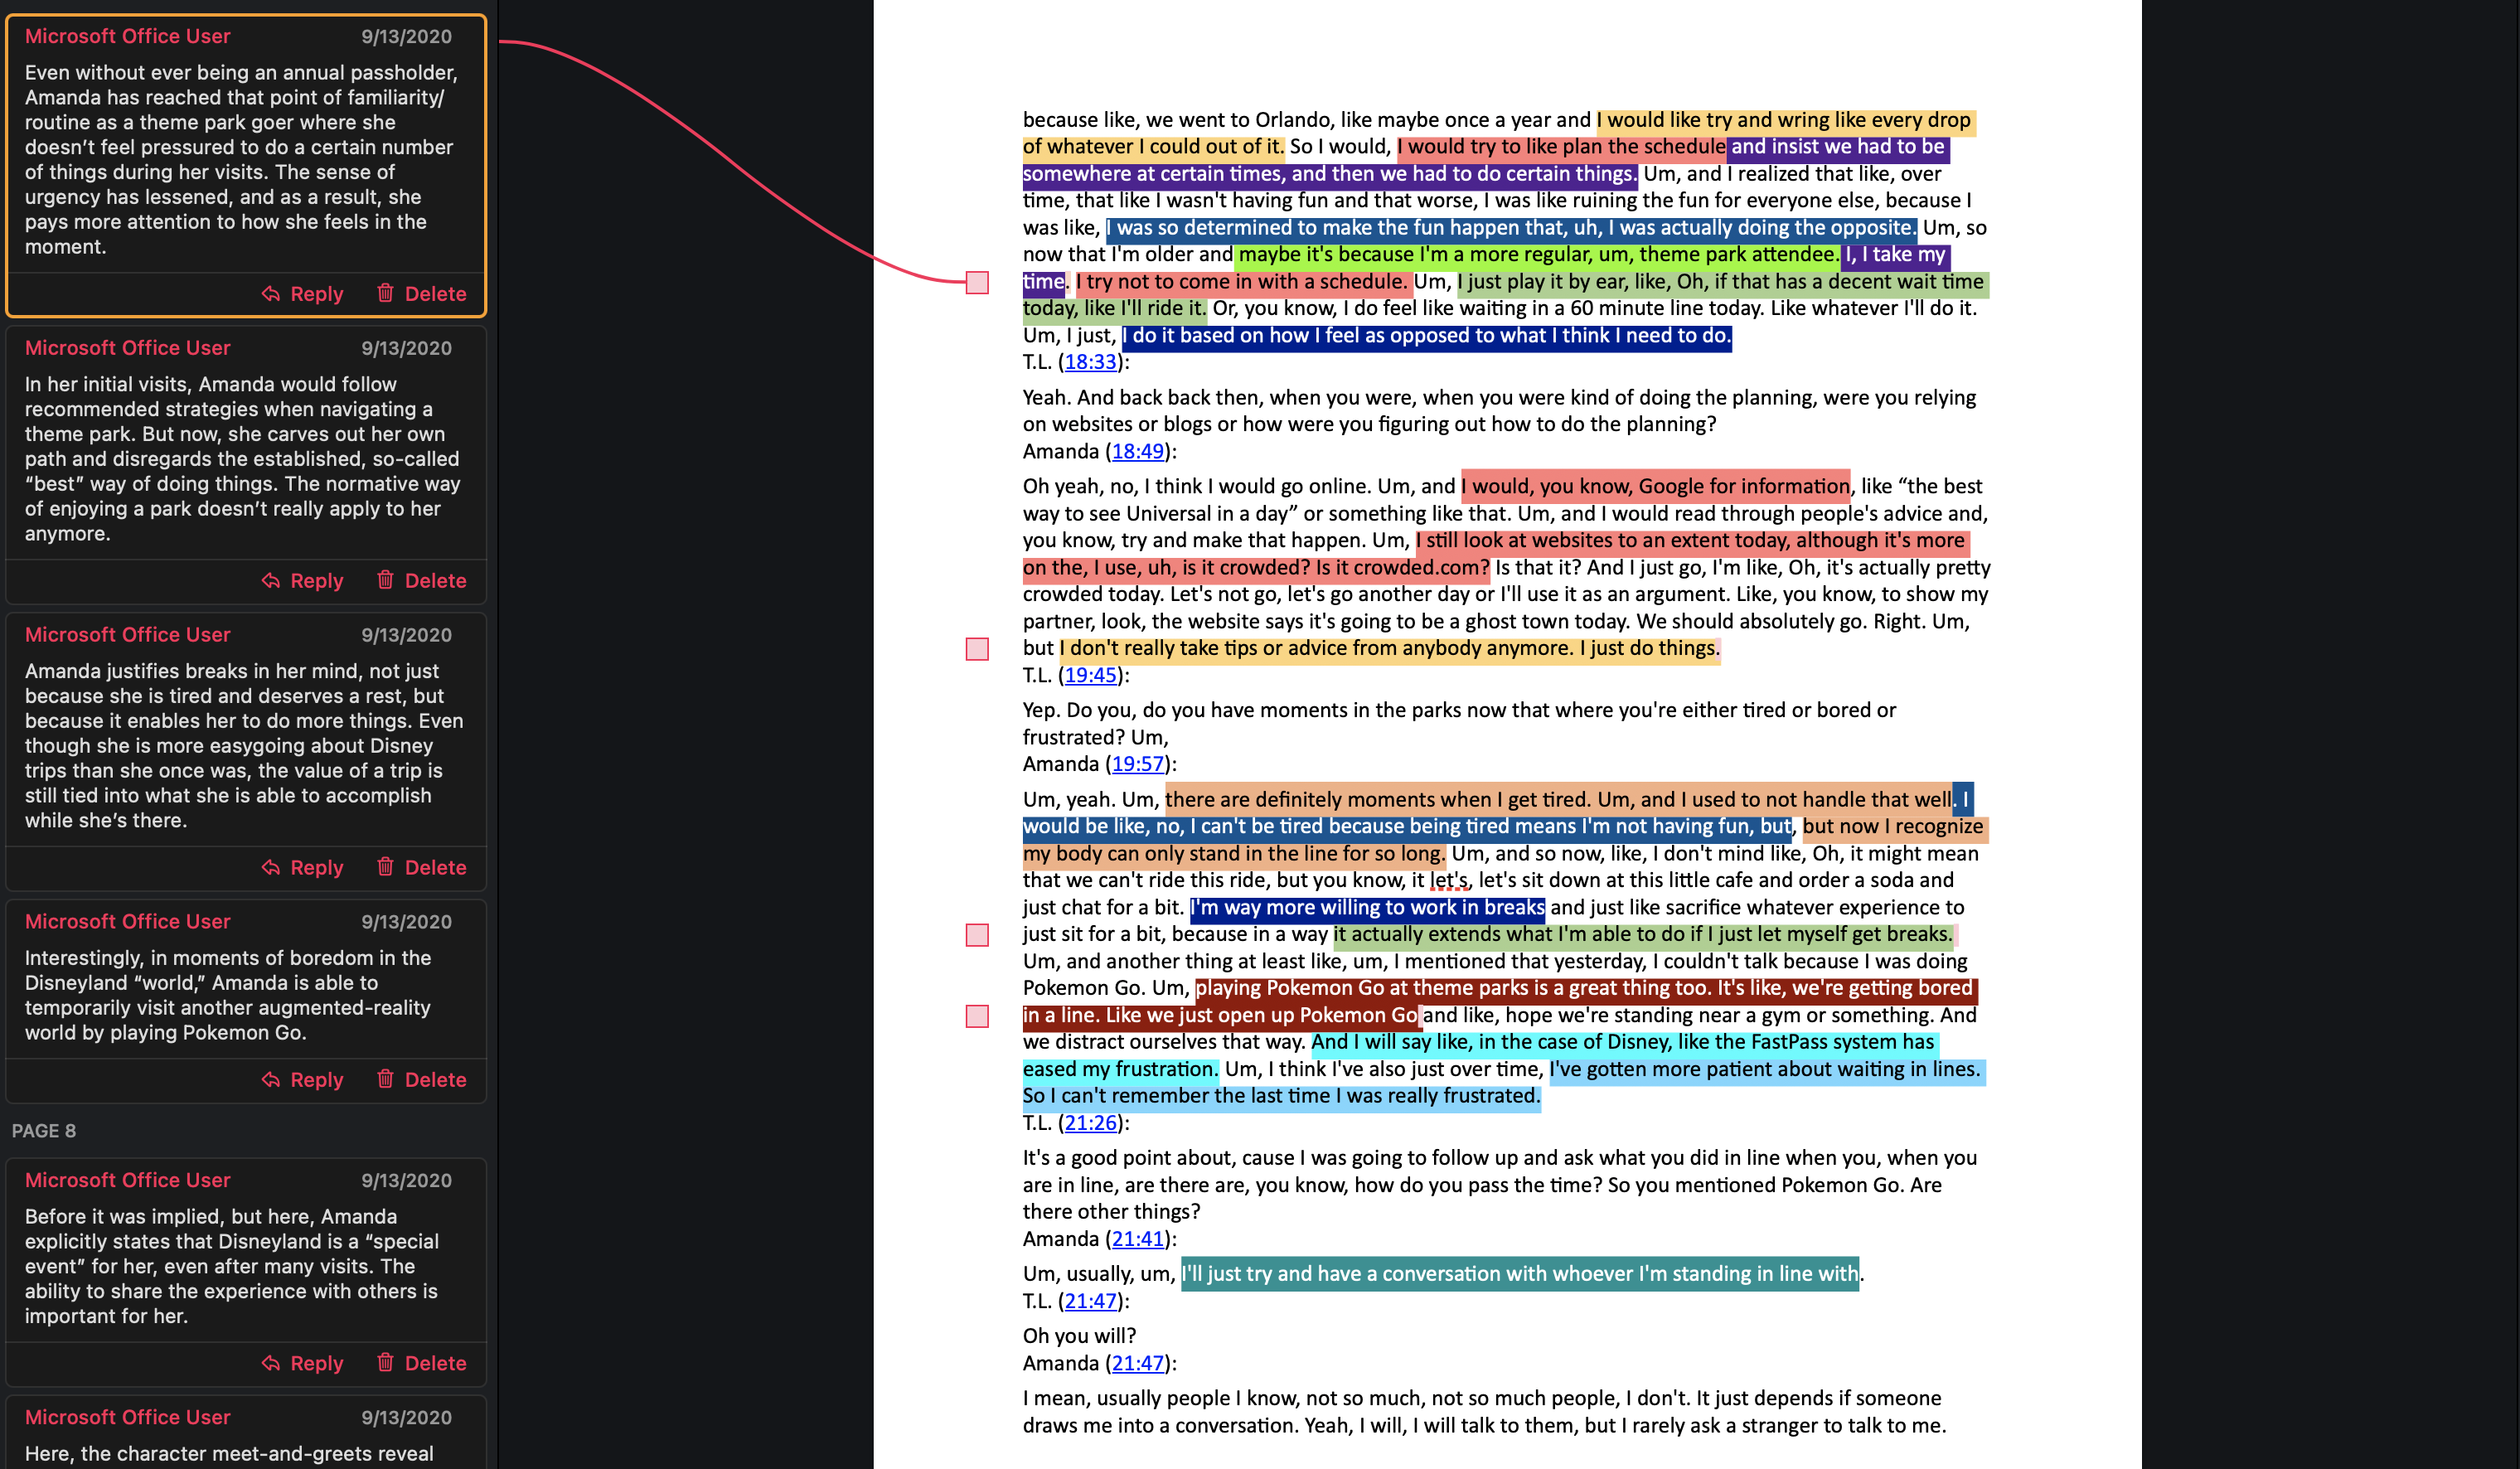 Microsoft Office User 9/13/2020
Even without ever being an annual passholder,
Amanda has reached that point of familiarity/
routine as a theme park goer where she
doesn’t feel pressured to do a certain number
of things during her visits. The sense of
urgency has lessened, and as a result, she
pays more attention to how she feels in the
moment.
Reply Delete
Microsoft Office User 9/13/2020
In her initial visits, Amanda would follow
recommended strategies when navigating a
theme park. But now, she carves out her own
path and disregards the established, so-called
“best” way of doing things. The normative way
of enjoying a park doesn’t really apply to her
anymore.
Reply Delete
Microsoft Office User 9/13/2020
Amanda justifies breaks in her mind, not just
because she is tired and deserves a rest, but
because it enables her to do more things. Even
though she is more easygoing about Disney
trips than she once was, the value of a trip is
still tied into what she is able to accomplish
while she’s there.
Reply Delete
Microsoft Office User 9/13/2020
Interestingly, in moments of boredom in the
Disneyland “world,” Amanda is able to
temporarily visit another augmented-reality
world by playing Pokemon Go.
Reply Delete
PAGE 8
Microsoft Office User 9/13/2020
Before it was implied, but here, Amanda
explicitly states that Disneyland is a “special
event” for her, even after many visits. The
ability to share the experience with others is
important for her.
Reply Delete
Microsoft Office User 9/13/2020
Here, the character meet-and-greets reveal
because like, we went to Orlando, like maybe once a year and I would like try and wring like every drop
of whatever I could out of it. So I would, I would try to like plan the schedule and insist we had to be
somewhere at certain times, and then we had to do certain things. Um, and I realized that like, over
time, that like I wasn't having fun and that worse, I was like ruining the fun for everyone else, because I
was like, I was so determined to make the fun happen that, uh, I was actually doing the opposite. Um, so
now that I'm older and maybe it's because I'm a more regular, um, theme park attendee. I, I take my
time. I try not to come in with a schedule. Um, I just play it by ear, like, Oh, if that has a decent wait time
today, like I'll ride it. Or, you know, I do feel like waiting in a 60 minute line today. Like whatever I'll do it.
Um, I just, I do it based on how I feel as opposed to what I think I need to do.
T.L. (18:33):
Yeah. And back back then, when you were, when you were kind of doing the planning, were you relying
on websites or blogs or how were you figuring out how to do the planning?
Amanda (18:49):
Oh yeah, no, I think I would go online. Um, and I would, you know, Google for information, like “the best
way to see Universal in a day” or something like that. Um, and I would read through people's advice and,
you know, try and make that happen. Um, I still look at websites to an extent today, although it's more
on the, I use, uh, is it crowded? Is it crowded.com? Is that it? And I just go, I'm like, Oh, it's actually pretty
crowded today. Let's not go, let's go another day or I'll use it as an argument. Like, you know, to show my
partner, look, the website says it's going to be a ghost town today. We should absolutely go. Right. Um,
but I don't really take tips or advice from anybody anymore. I just do things.
T.L. (19:45):
Yep. Do you, do you have moments in the parks now that where you're either tired or bored or
frustrated? Um,
Amanda (19:57):
Um, yeah. Um, there are definitely moments when I get tired. Um, and I used to not handle that well. I
would be like, no, I can't be tired because being tired means I'm not having fun, but, but now I recognize
my body can only stand in the line for so long. Um, and so now, like, I don't mind like, Oh, it might mean
that we can't ride this ride, but you know, it let's, let's sit down at this little cafe and order a soda and
just chat for a bit. I'm way more willing to work in breaks and just like sacrifice whatever experience to
just sit for a bit, because in a way it actually extends what I'm able to do if I just let myself get breaks.
Um, and another thing at least like, um, I mentioned that yesterday, I couldn't talk because I was doing
Pokemon Go. Um, playing Pokemon Go at theme parks is a great thing too. It's like, we're getting bored
in a line. Like we just open up Pokemon Go and like, hope we're standing near a gym or something. And
we distract ourselves that way. And I will say like, in the case of Disney, like the FastPass system has
eased my frustration. Um, I think I've also just over time, I've gotten more patient about waiting in lines.
So I can't remember the last time I was really frustrated.
T.L. (21:26):
It's a good point about, cause I was going to follow up and ask what you did in line when you, when you
are in line, are there are, you know, how do you pass the time? So you mentioned Pokemon Go. Are
there other things?
Amanda (21:41):
Um, usually, um, I'll just try and have a conversation with whoever I'm standing in line with.
T.L. (21:47):
Oh you will?
Amanda (21:47):
I mean, usually people I know, not so much, not so much people, I don't. It just depends if someone
draws me into a conversation. Yeah, I will, I will talk to them, but I rarely ask a stranger to talk to me.